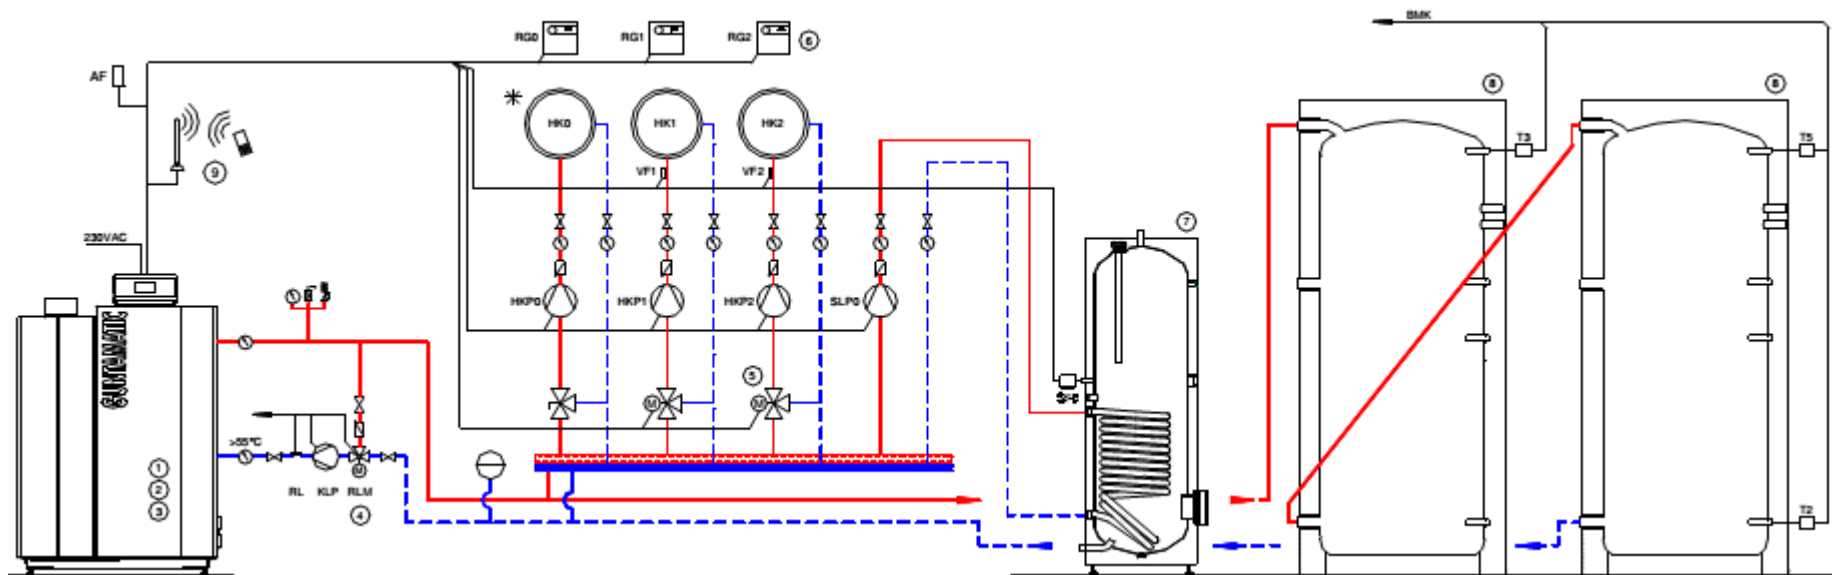 BMK
RG0 RG1 RG2 6
AF
8 8
HK0 HK1 HK2
T3 T5
9
VF1 VF2
7
230VAC
HKP0 HKP1 HKP2 SLP0
M M 5
>55°C
1
2
3
M
RL KLP RLM
4
T2